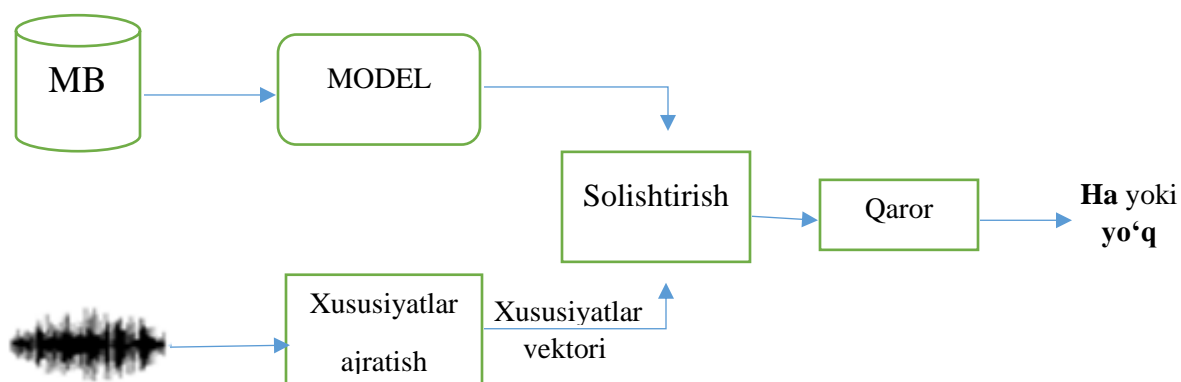 MB
MODEL
Solishtirish
Qaror
Ha yoki
yo‘q
Xususiyatlar
ajratish
Xususiyatlar
vektori